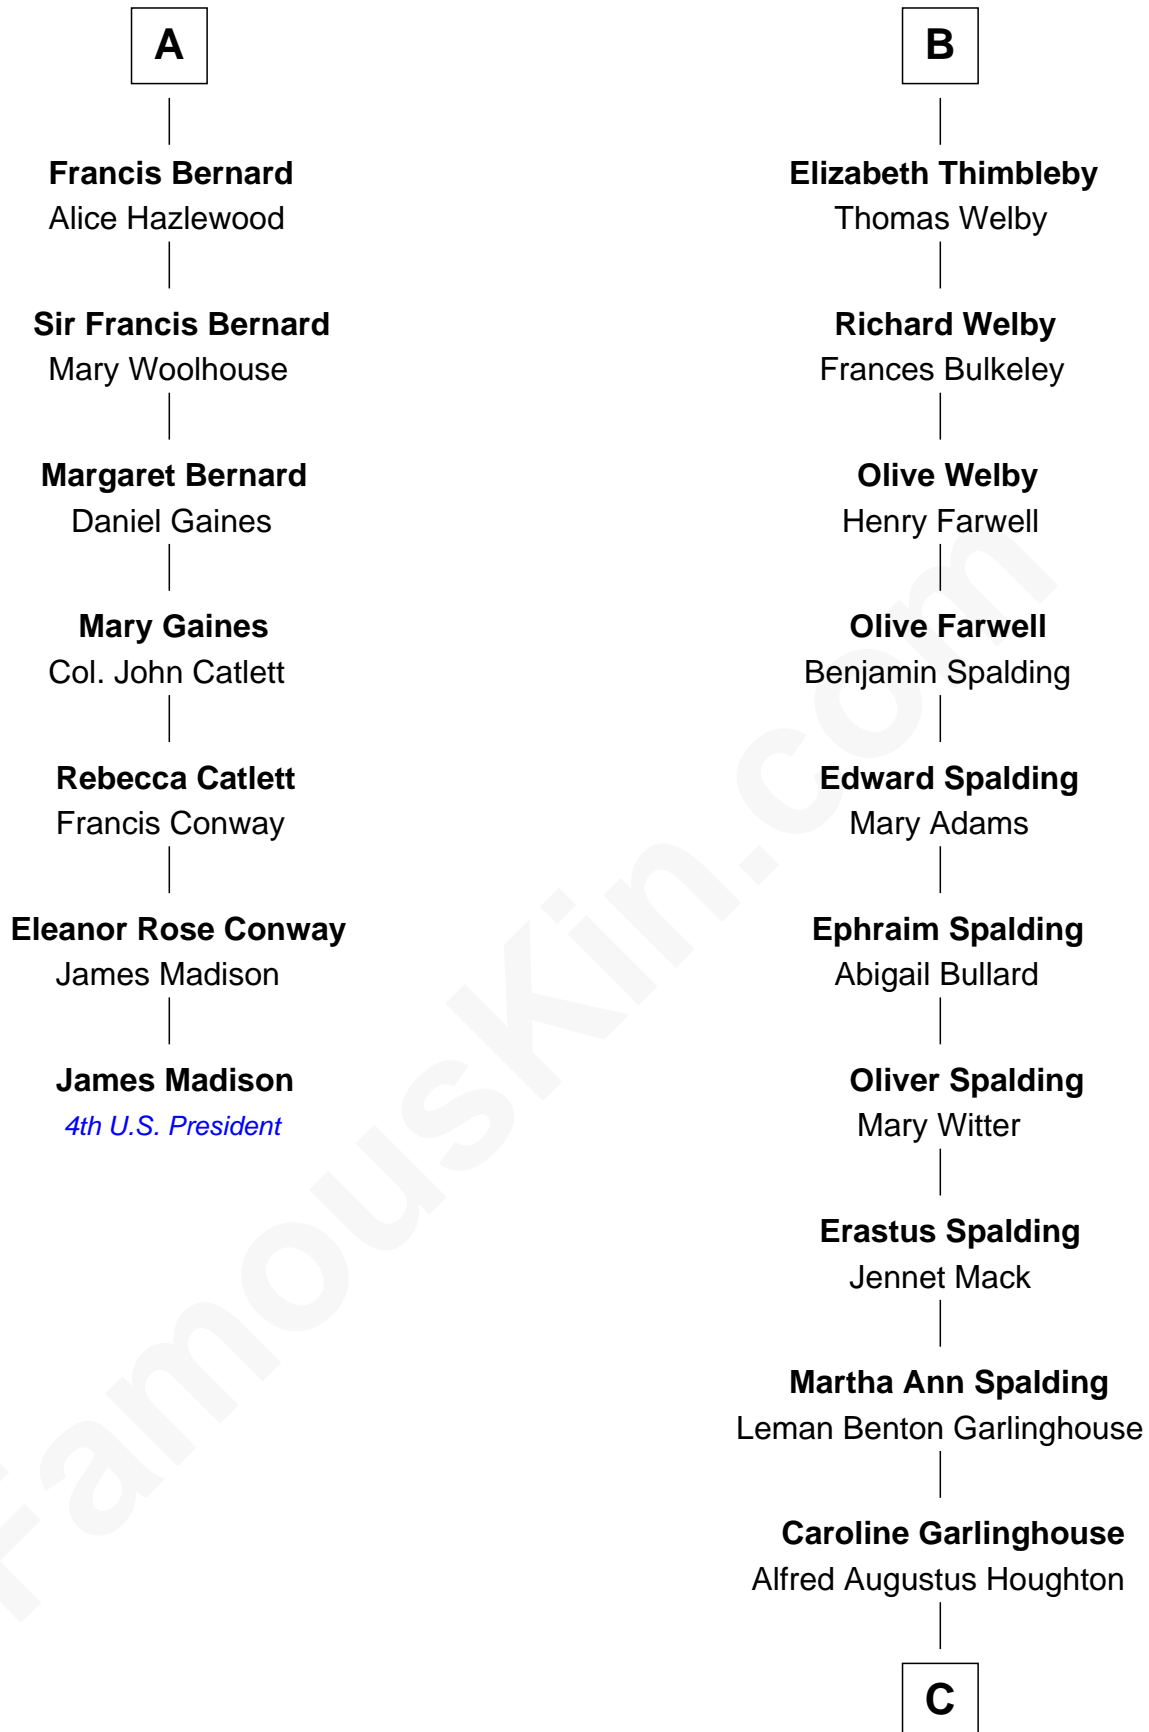 A
Francis Bernard
Alice Hazlewood
Sir Francis Bernard
Mary Woolhouse
Margaret Bernard
Daniel Gaines
Mary Gaines
Col. John Catlett
Rebecca Catlett
Francis Conway
Eleanor Rose Conway
James Madison
James Madison
4th U.S. President
B
Elizabeth Thimbleby
Thomas Welby
Richard Welby
Frances Bulkeley
Olive Welby
Henry Farwell
Olive Farwell
Benjamin Spalding
Edward Spalding
Mary Adams
Ephraim Spalding
Abigail Bullard
Oliver Spalding
Mary Witter
Erastus Spalding
Jennet Mack
Martha Ann Spalding
Leman Benton Garlinghouse
Caroline Garlinghouse
Alfred Augustus Houghton
C
FamousKin.com